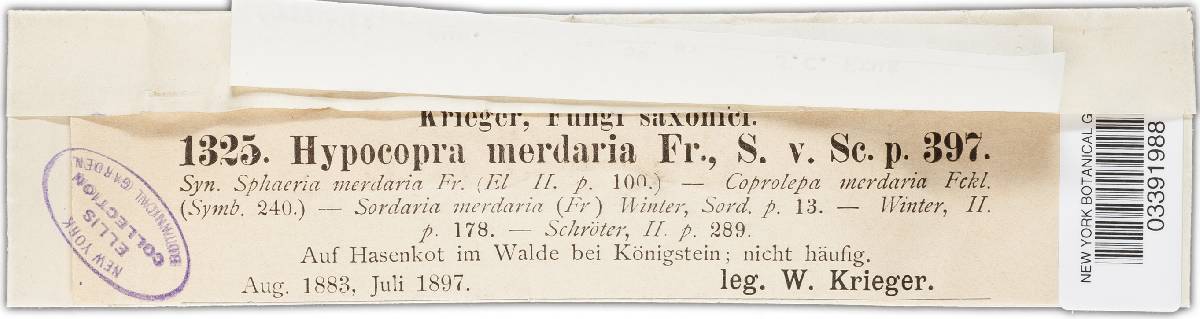 Krieger, Fungi saxonici.
1325. Hypocopra merdaria Fr., S. v. Sc. p. 397.
Syn. Sphaeria merdaria Fr. (El II. p. 100.) — Coprolepa merdaria Fckl.
(Symb. 240.) — Sordaria merdaria (Fr) Winter, Sord. p. 13. — Winter, II.
p. 178. — Schröter, II. p. 289.
Auf Hasenkot im Walde bei Königstein; nicht häufig.
Aug. 1883, Juli 1897.
leg. W. Krieger.
NEW YORK
ELLIS
COLLECTION
BOTANICAL GARDEN.
NEW YORK BOTANICAL G
03391988